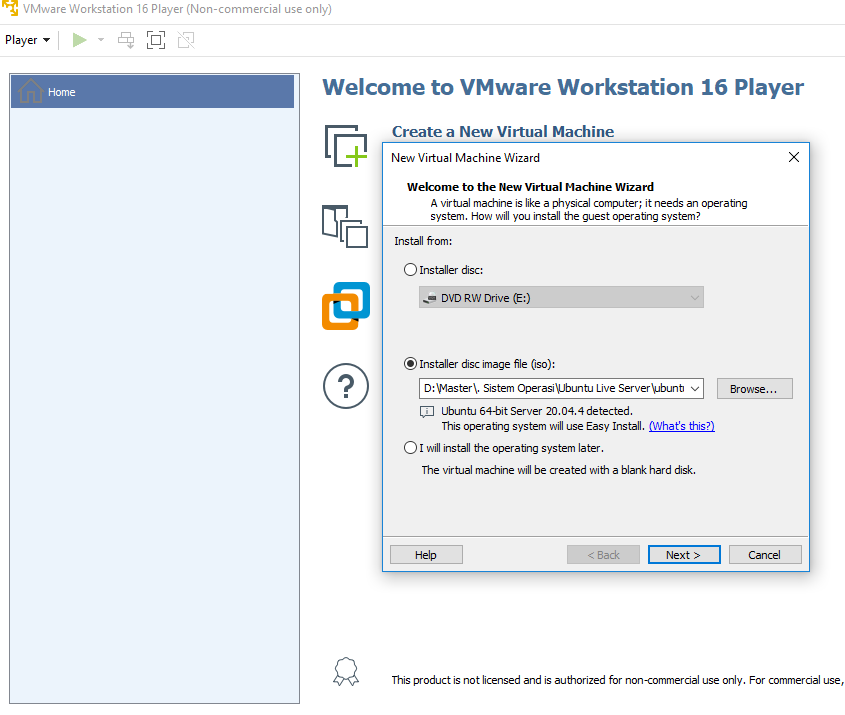 VMware Workstation 16 Player (Non-commercial use only)
Player
Home
Welcome to VMware Workstation 16 Player
Create a New Virtual Machine
New Virtual Machine Wizard
Welcome to the New Virtual Machine Wizard
A virtual machine is like a physical computer; it needs an operating
system. How will you install the guest operating system?
Install from:
Installer disc:
DVD RW Drive (E:)
Installer disc image file (iso):
D:\Master\. Sistem Operasi\Ubuntu Live Server\ubunt
Browse...
Ubuntu 64-bit Server 20.04.4 detected.
This operating system will use Easy Install. (What's this?)
I will install the operating system later.
The virtual machine will be created with a blank hard disk.
Help < Back Next > Cancel
This product is not licensed and is authorized for non-commercial use only. For commercial use,